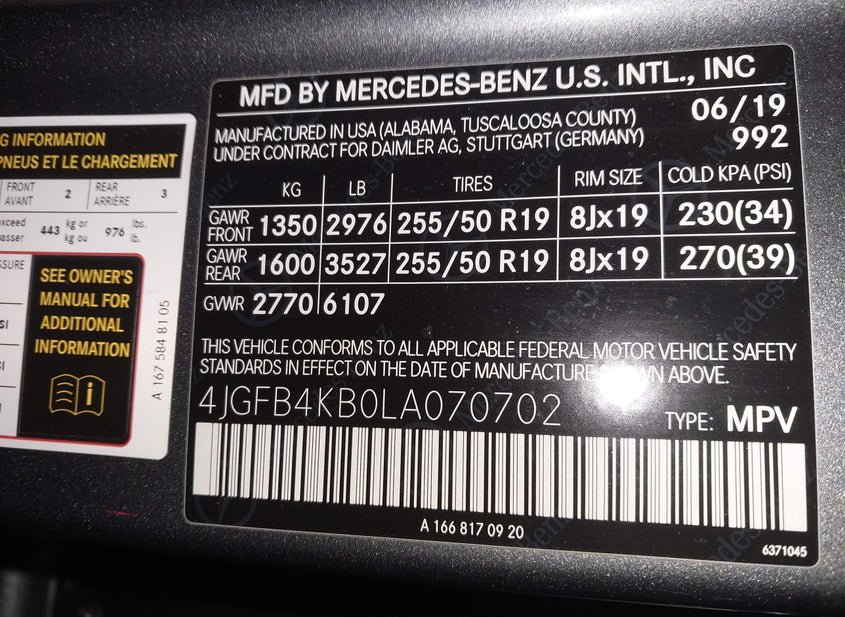 G INFORMATION
PNEUS ET LE CHARGEMENT
FRONT AVANT 2 REAR ARRIÈRE 3
443 kg or kg ou 976 lbs. lb.
SEE OWNER'S
MANUAL FOR
ADDITIONAL
INFORMATION
A 167 584 81 05
MFD BY MERCEDES-BENZ U.S. INTL., INC
MANUFACTURED IN USA (ALABAMA, TUSCALOOSA COUNTY) 06/19
UNDER CONTRACT FOR DAIMLER AG, STUTTGART (GERMANY) 992
KG LB TIRES RIM SIZE COLD KPA (PSI)
GAWR FRONT 1350 2976 255/50 R19 8Jx19 230(34)
GAWR REAR 1600 3527 255/50 R19 8Jx19 270(39)
GVWR 2770 6107
THIS VEHICLE CONFORMS TO ALL APPLICABLE FEDERAL MOTOR VEHICLE SAFETY
STANDARDS IN EFFECT ON THE DATE OF MANUFACTURE ABOVE.
4JGFB4KB0LA070702 TYPE: MPV
A 166 817 09 20
6371045